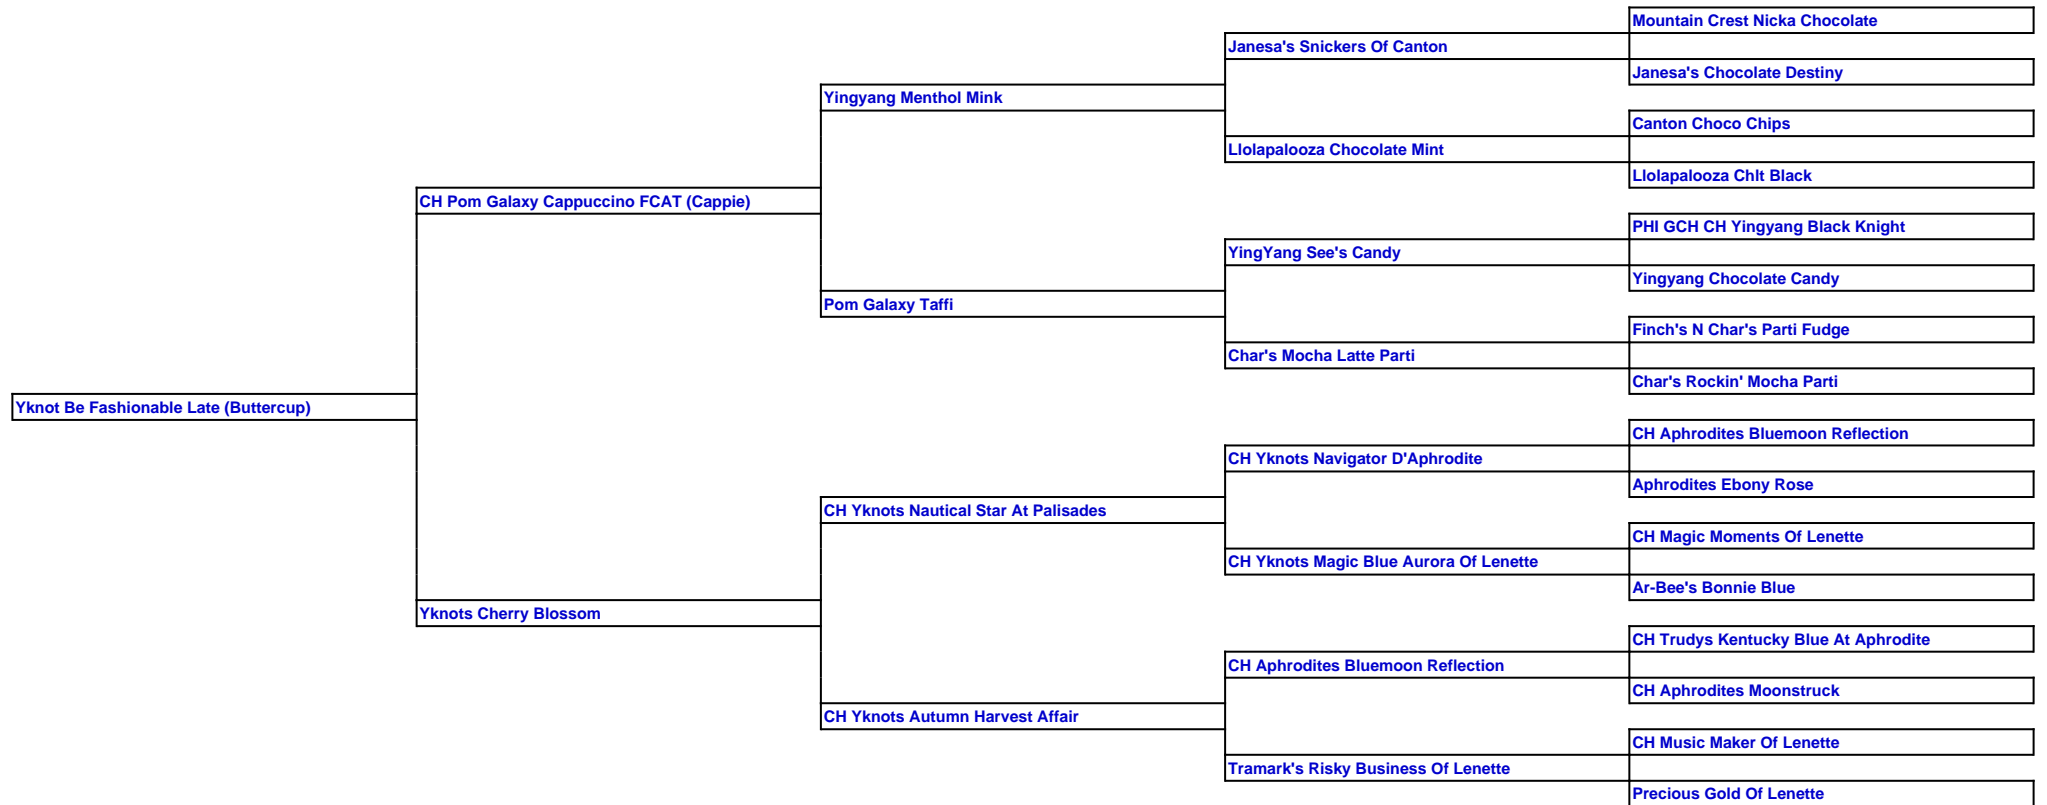 Mountain Crest Nicka Chocolate
Janesa's Snickers Of Canton
Janesa's Chocolate Destiny
Yingyang Menthol Mink
Canton Choco Chips
Llolapalooza Chocolate Mint
Llolapalooza Chlt Black
CH Pom Galaxy Cappuccino FCAT (Cappie)
PHI GCH CH Yingyang Black Knight
YingYang See's Candy
Yingyang Chocolate Candy
Pom Galaxy Taffi
Finch's N Char's Parti Fudge
Char's Mocha Latte Parti
Char's Rockin' Mocha Parti
Yknot Be Fashionable Late (Buttercup)
CH Aphrodites Bluemoon Reflection
CH Yknots Navigator D'Aphrodite
Aphrodites Ebony Rose
CH Yknots Nautical Star At Palisades
CH Magic Moments Of Lenette
CH Yknots Magic Blue Aurora Of Lenette
Ar-Bee's Bonnie Blue
Yknots Cherry Blossom
CH Trudys Kentucky Blue At Aphrodite
CH Aphrodites Bluemoon Reflection
CH Aphrodites Moonstruck
CH Yknots Autumn Harvest Affair
CH Music Maker Of Lenette
Tramark's Risky Business Of Lenette
Precious Gold Of Lenette